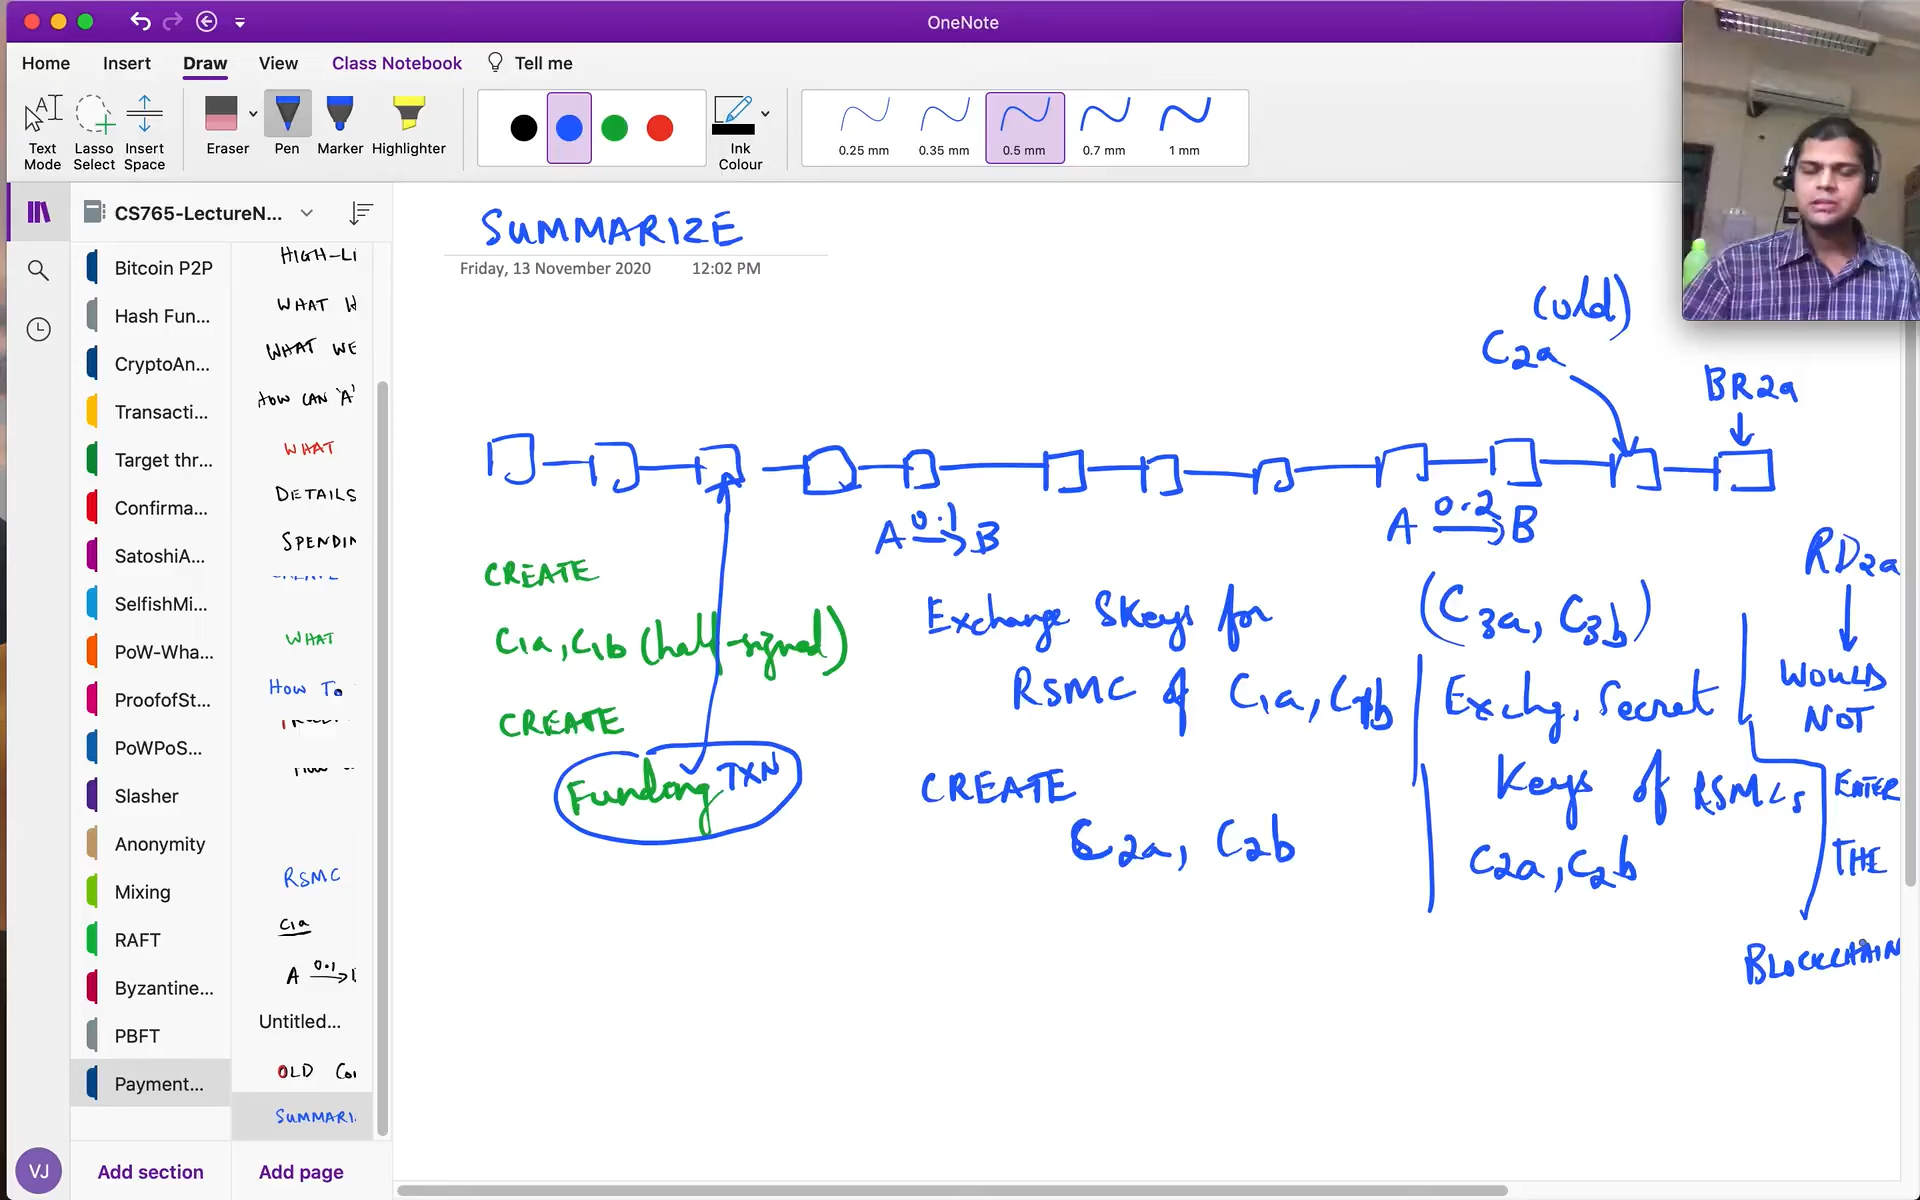 OneNote
Home Insert Draw View Class Notebook Tell me
Text Mode
Lasso Select
Insert Space
Eraser
Pen
Marker
Highlighter
Ink Colour
0.25 mm
0.35 mm
0.5 mm
0.7 mm
1 mm
CS765-LectureN...
Bitcoin P2P
Hash Fun...
CryptoAn...
Transacti...
Target thr...
Confirma...
SatoshiA...
SelfishMi...
PoW-Wha...
ProofofSt...
PoWPoS...
Slasher
Anonymity
Mixing
RAFT
Byzantine...
PBFT
Payment...
Add section
VJ
HIGH-LI
WHAT
WHAT WE
HOW CAN 'A'
WHAT
DETAILS
SPENDIN
WHAT
HOW TO
RSMC
C1a
A 0.1
Untitled...
OLD Co
SUMMARI.
Add page
SUMMARIZE
Friday, 13 November 2020 12:02 PM
(old)
C2a
BR2a
A 0.1 B
A 0.2 B
CREATE
C1a, C1b (half-signed)
CREATE
Funding TXN
Exchange SKeys for
RSMC of C1a, C1b
CREATE
C2a, C2b
(C3a, C3b)
Exchg. Secret
Keys of RSMCs
C2a, C2b
RD2a
WOULD
NOT
ENTER
THE
BLOCKCHAIN